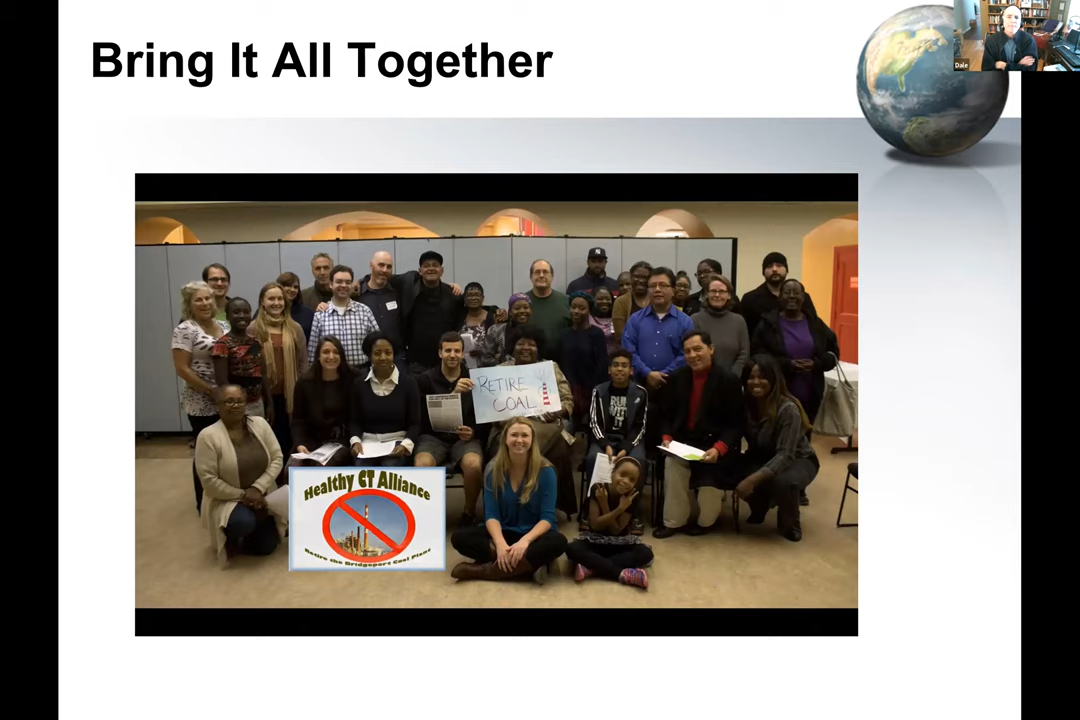 Bring It All Together
Dale
RETIRE
COAL
Healthy CT Alliance
Retire the Bridgeport Coal Plant